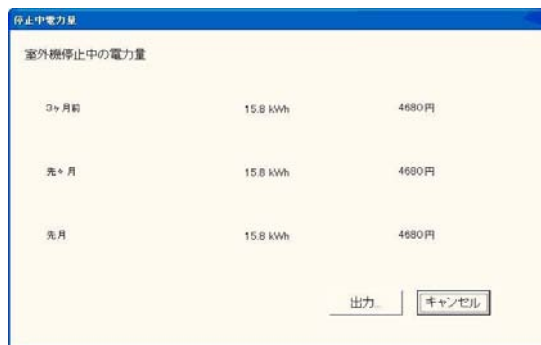 停止中電力量
室外機停止中の電力量
3ヶ月前 15.8 kWh 4680円
先々月 15.8 kWh 4680円
先月 15.8 kWh 4680円
出力... キャンセル